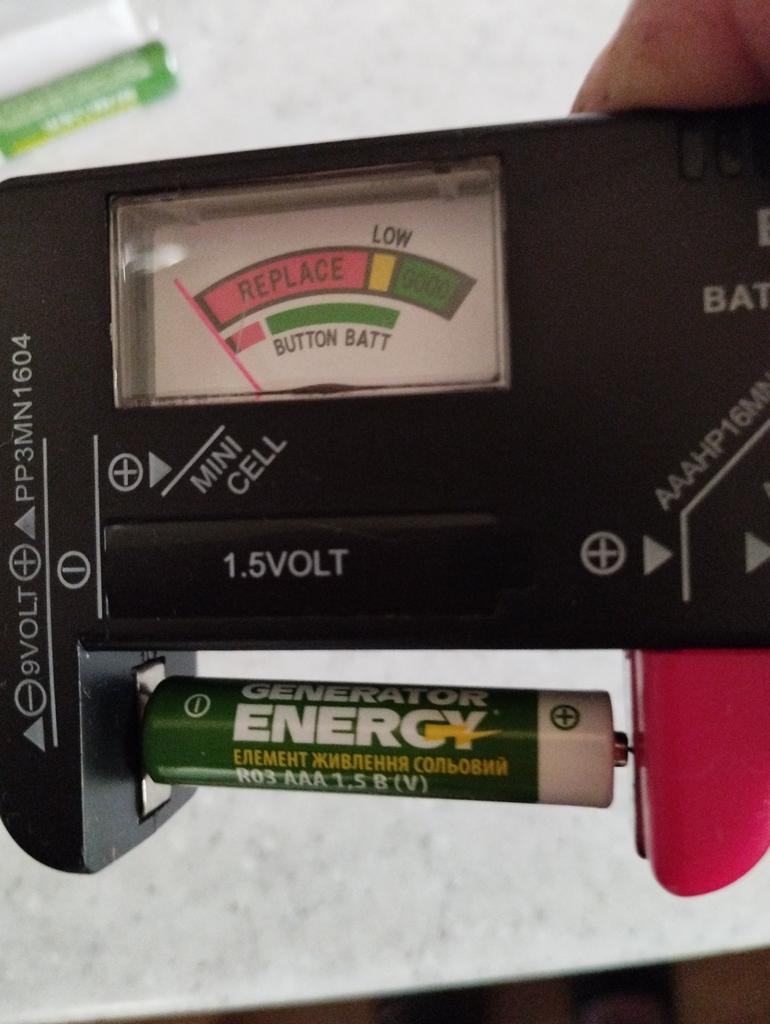 LOW
REPLACE
GOOD
BUTTON BATT
BAT
⊕ MINI
CELL
AAAHP16MN
⊖ 1.5VOLT ⊕
⊖9VOLT⊕ PP3MN1604
⊖ GENERATOR ⊕
ENERGY
ЕЛЕМЕНТ ЖИВЛЕННЯ СОЛЬОВИЙ
R03 AAA 1,5 В (V)